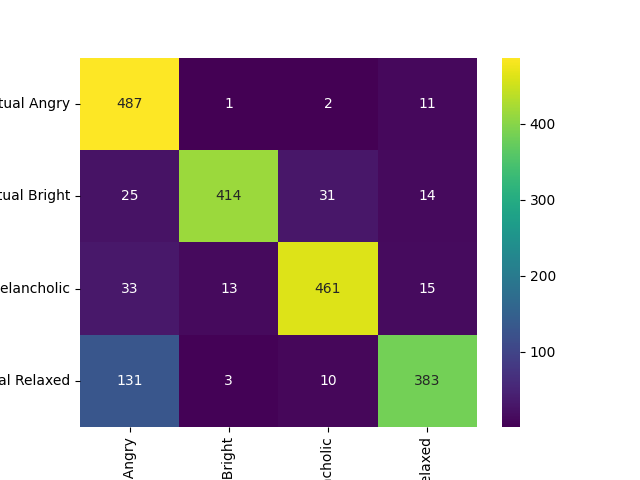 tual Angry 487 1 2 11
tual Bright 25 414 31 14
elancholic 33 13 461 15
al Relaxed 131 3 10 383
Angry Bright ncholic elaxed
400
300
200
100